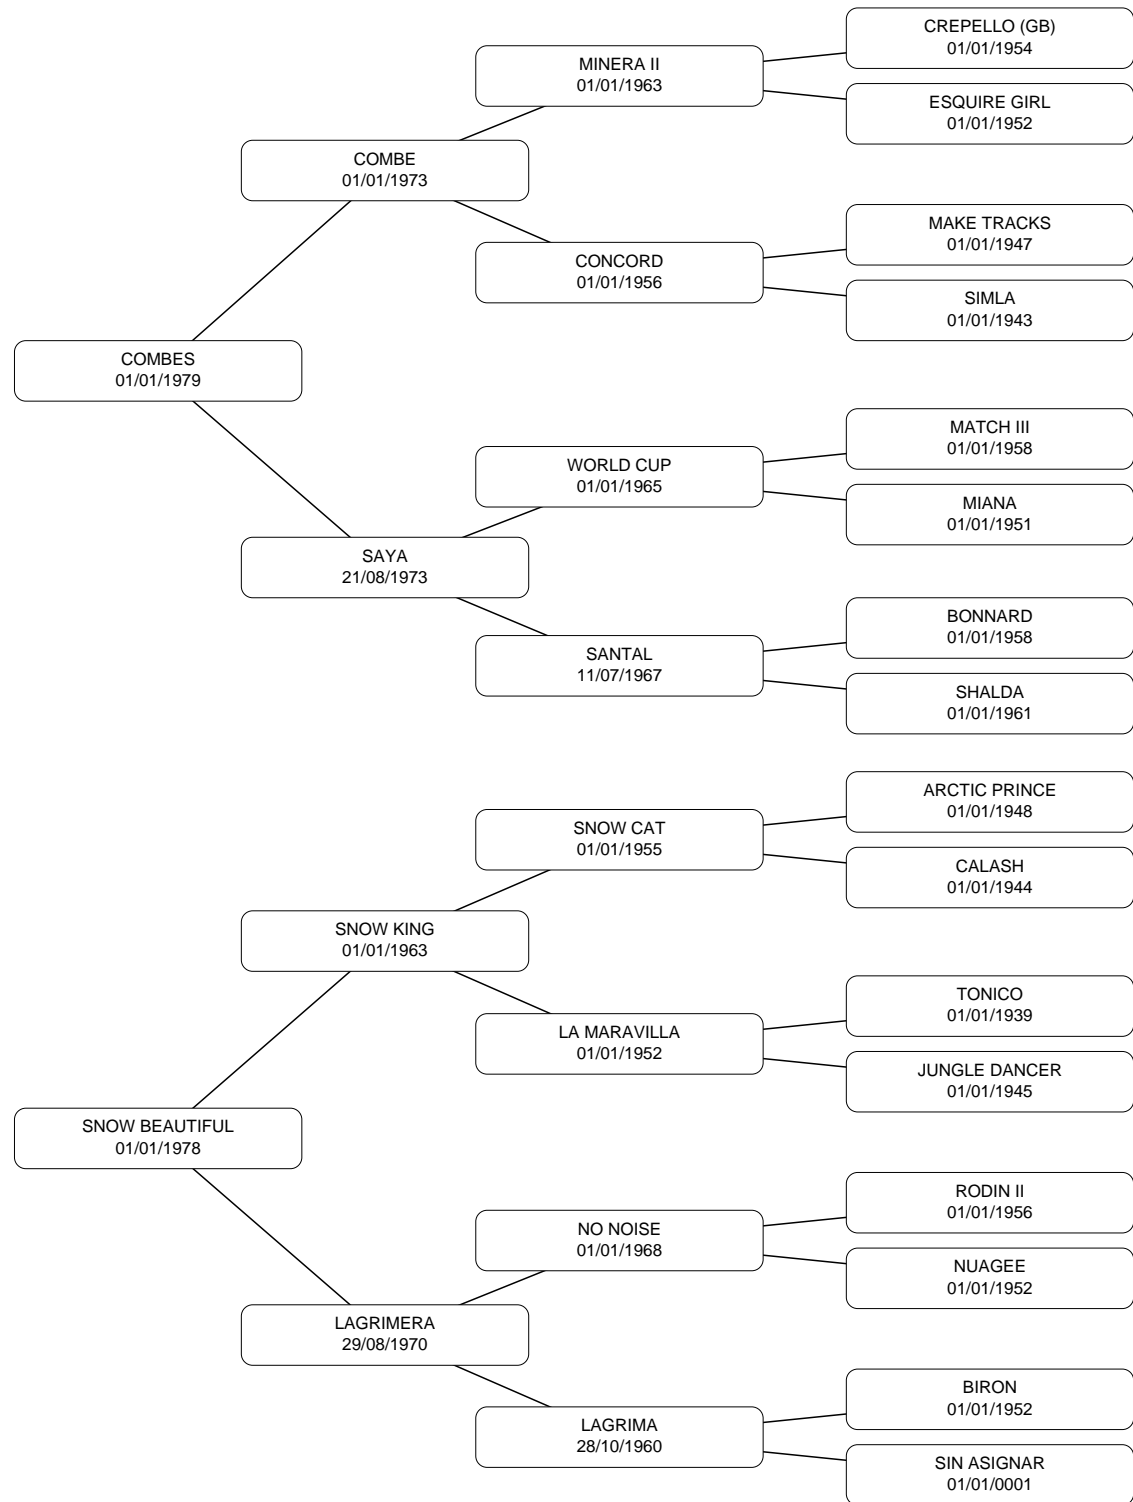 CREPELLO (GB)
01/01/1954
MINERA II
01/01/1963
ESQUIRE GIRL
01/01/1952
COMBE
01/01/1973
MAKE TRACKS
01/01/1947
CONCORD
01/01/1956
SIMLA
01/01/1943
COMBES
01/01/1979
MATCH III
01/01/1958
WORLD CUP
01/01/1965
MIANA
01/01/1951
SAYA
21/08/1973
BONNARD
01/01/1958
SANTAL
11/07/1967
SHALDA
01/01/1961
ARCTIC PRINCE
01/01/1948
SNOW CAT
01/01/1955
CALASH
01/01/1944
SNOW KING
01/01/1963
TONICO
01/01/1939
LA MARAVILLA
01/01/1952
JUNGLE DANCER
01/01/1945
SNOW BEAUTIFUL
01/01/1978
RODIN II
01/01/1956
NO NOISE
01/01/1968
NUAGEE
01/01/1952
LAGRIMERA
29/08/1970
BIRON
01/01/1952
LAGRIMA
28/10/1960
SIN ASIGNAR
01/01/0001